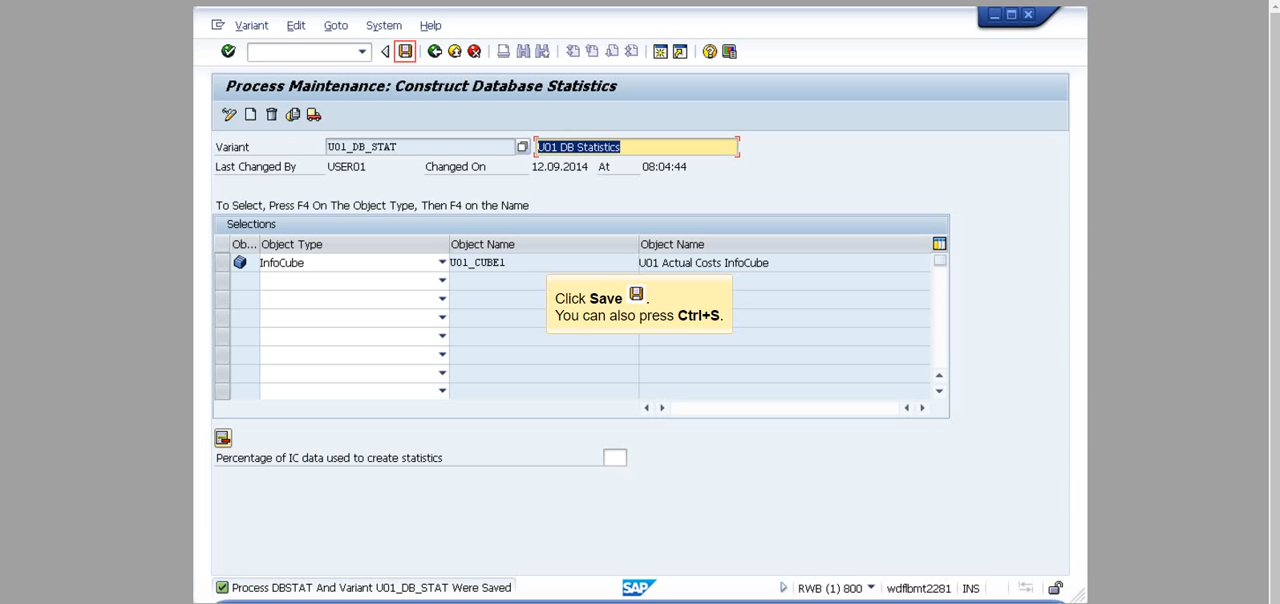 Variant Edit Goto System Help
Process Maintenance: Construct Database Statistics
Variant U01_DB_STAT U01 DB Statistics
Last Changed By USER01 Changed On 12.09.2014 At 08:04:44
To Select, Press F4 On The Object Type, Then F4 on the Name
Selections
Ob... Object Type Object Name Object Name
InfoCube U01_CUBE1 U01 Actual Costs InfoCube
Click Save .
You can also press Ctrl+S.
Percentage of IC data used to create statistics
Process DBSTAT And Variant U01_DB_STAT Were Saved SAP RWB (1) 800 wdflbmt2281 INS